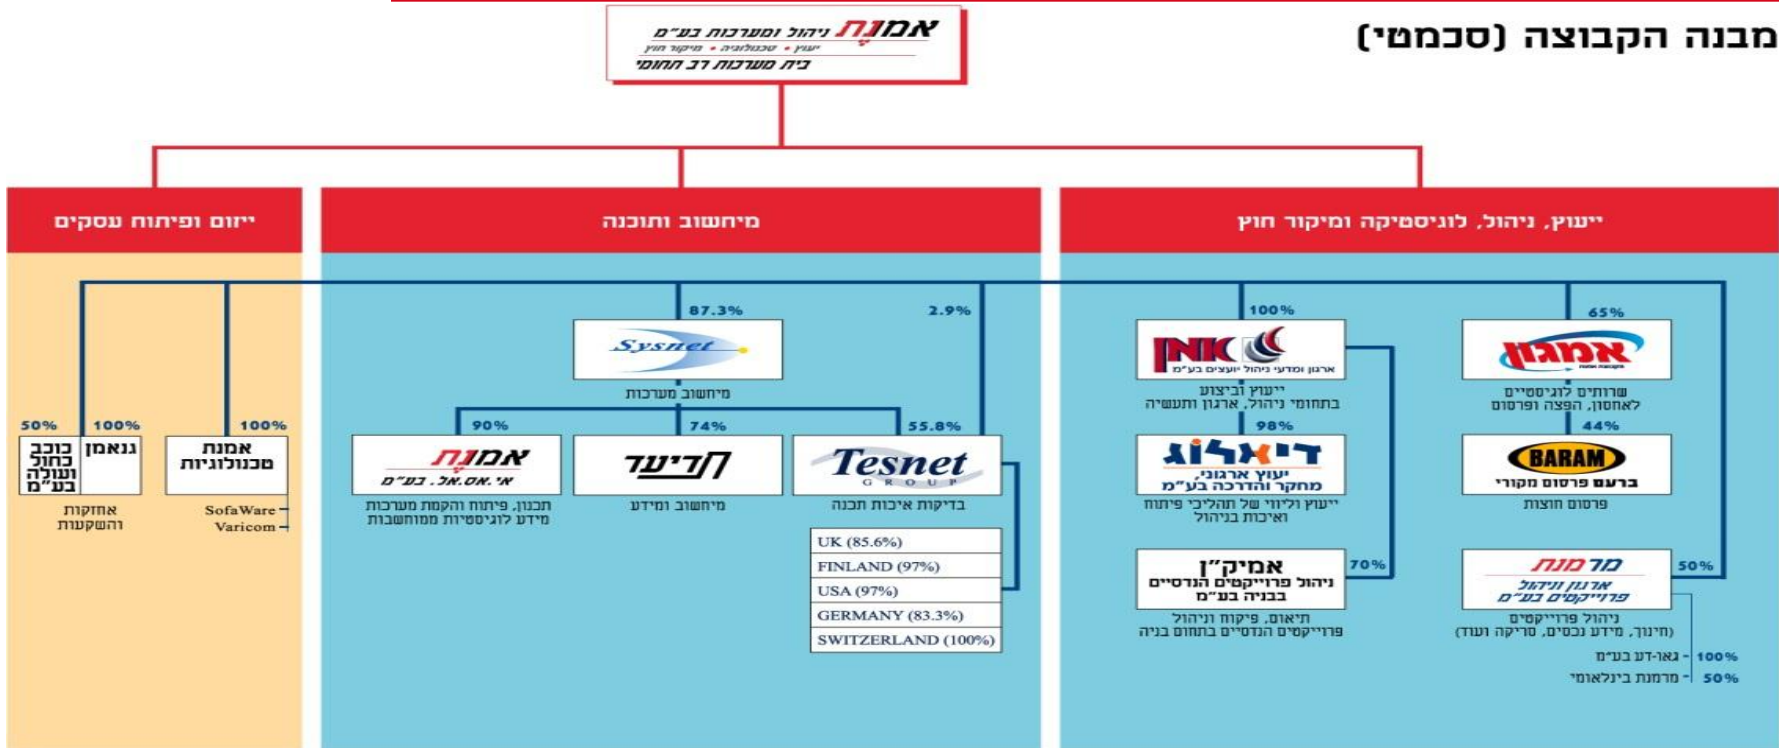 מבנה הקבוצה (סכמטי)
אמנת ניהול ומערכות בע"מ
יעוץ • טכנולוגיה • מיקור חוץ
בית מערכות רב תחומי
ייעוץ, ניהול, לוגיסטיקה ומיקור חוץ
65%
אמגון
מקבוצת אמנת
שרותים לוגיסטיים
לאחסון, הפצה ופרסום
44%
BARAM
ברעם פרסום מקורי
פרסום חוצות
50%
מרמנת
ארגון וניהול
פרוייקטים בע"מ
ניהול פרוייקטים
(חינוך, מידע נכסים, סריקה ועוד)
100% - גאו-דע בע"מ
50% - מרמנת בינלאומי
100%
אמן
ארגון ומדעי ניהול יועצים בע"מ
ייעוץ וביצוע
בתחומי ניהול, ארגון ותעשיה
98%
דיאלוג
יעוץ ארגוני,
מחקר והדרכה בע"מ
ייעוץ וליווי של תהליכי פיתוח
ואיכות בניהול
70%
אמיק"ן
ניהול פרוייקטים הנדסיים
בבניה בע"מ
תיאום, פיקוח וניהול
פרוייקטים הנדסיים בתחום בניה
מיחשוב ותוכנה
2.9%
87.3%
Sysnet
מיחשוב מערכות
55.8%
Tesnet
GROUP
בדיקות איכות תכנה
UK (85.6%)
FINLAND (97%)
USA (97%)
GERMANY (83.3%)
SWITZERLAND (100%)
74%
תדיעד
מיחשוב ומידע
90%
אמנת
אי.אס.אל. בע"מ
תכנון, פיתוח והקמת מערכות
מידע לוגיסטיות ממוחשבות
ייזום ופיתוח עסקים
100%
אמנת
טכנולוגיות
SofaWare
Varicom
100%
גנאמן
50%
כוכב
כחול
ועולה
בע"מ
אחזקות
והשקעות